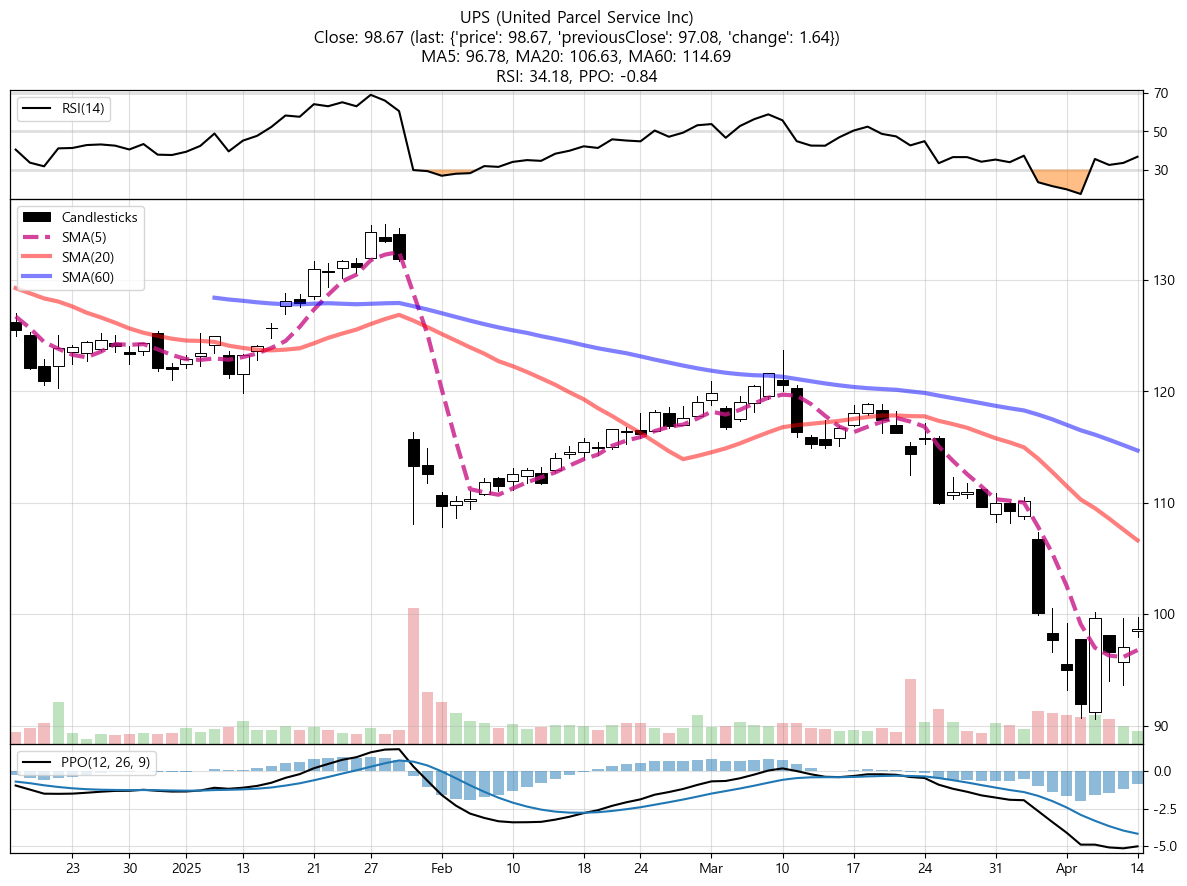 UPS (United Parcel Service Inc)
Close: 98.67 (last: {'price': 98.67, 'previousClose': 97.08, 'change': 1.64})
MA5: 96.78, MA20: 106.63, MA60: 114.69
RSI: 34.18, PPO: -0.84
RSI(14)
70
50
30
Candlesticks
SMA(5)
SMA(20)
SMA(60)
130
120
110
100
90
PPO(12, 26, 9)
0.0
-2.5
-5.0
23 30 2025 13 21 27 Feb 10 18 24 Mar 10 17 24 31 Apr 14